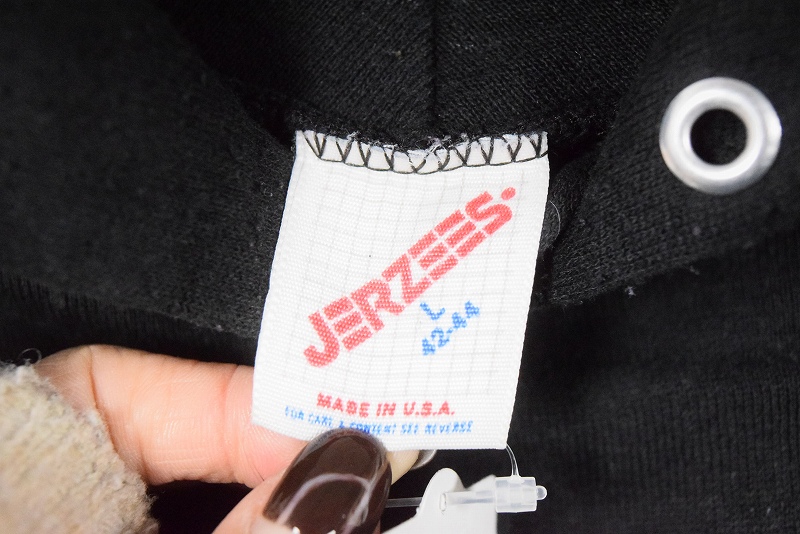 JERZEES.
L
42-44
MADE IN U.S.A.
FOR CARE & CONTENT SEE REVERSE